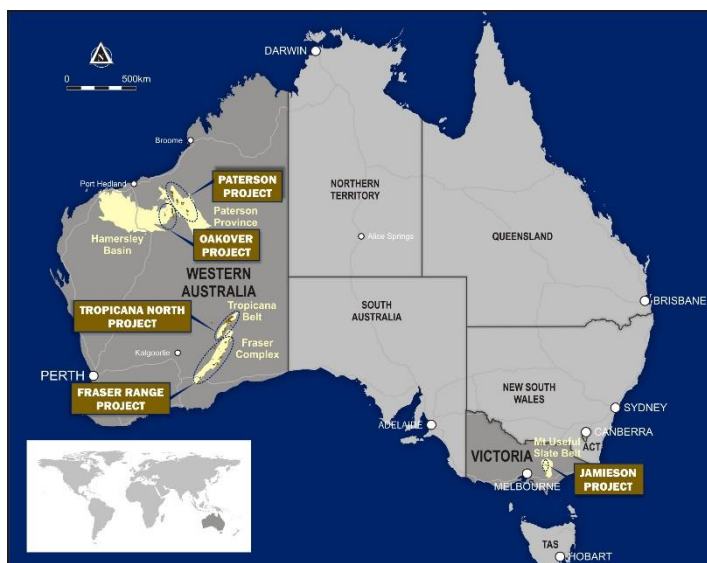 DARWIN
0 500km
Broome
Port Hedland
PATERSON
PROJECT
NORTHERN
TERRITORY
Paterson
Province
Alice Springs
QUEENSLAND
Hamersley
Basin
OAKOVER
PROJECT
WESTERN
AUSTRALIA
TROPICANA NORTH
PROJECT
Tropicana
Belt
SOUTH
AUSTRALIA
BRISBANE
Kalgoorlie
Fraser
Complex
PERTH
FRASER RANGE
PROJECT
NEW SOUTH
WALES
SYDNEY
ADELAIDE
CANBERRA
ACT
Mt Useful
Slate Belt
VICTORIA
MELBOURNE
JAMIESON
PROJECT
TAS
HOBART